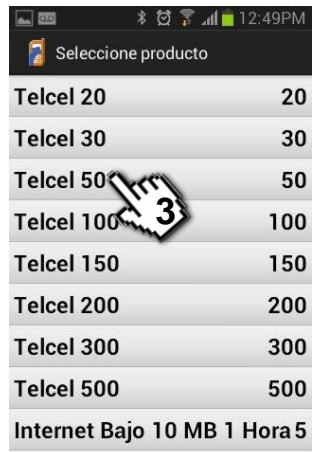 12:49PM
Seleccione producto
Telcel 20 20
Telcel 30 30
Telcel 50 50
Telcel 100 100
3
Telcel 150 150
Telcel 200 200
Telcel 300 300
Telcel 500 500
Internet Bajo 10 MB 1 Hora 5